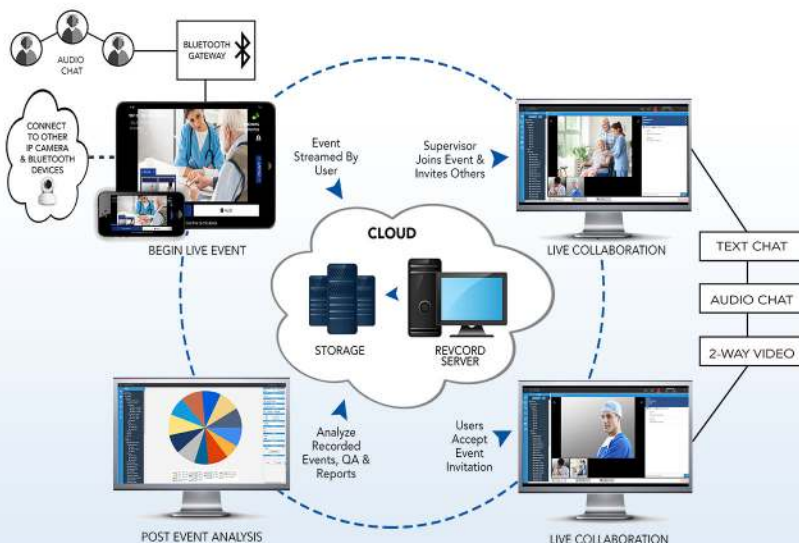 AUDIO
CHAT
BLUETOOTH
GATEWAY
CONNECT
TO OTHER
IP CAMERA
& BLUETOOTH
DEVICES
BEGIN LIVE EVENT
Event
Streamed By
User
Supervisor
Joins Event &
Invites Others
LIVE COLLABORATION
CLOUD
STORAGE
REVCORD
SERVER
TEXT CHAT
AUDIO CHAT
2-WAY VIDEO
Analyze
Recorded
Events, QA &
Reports
Users
Accept
Event
Invitation
POST EVENT ANALYSIS
LIVE COLLABORATION